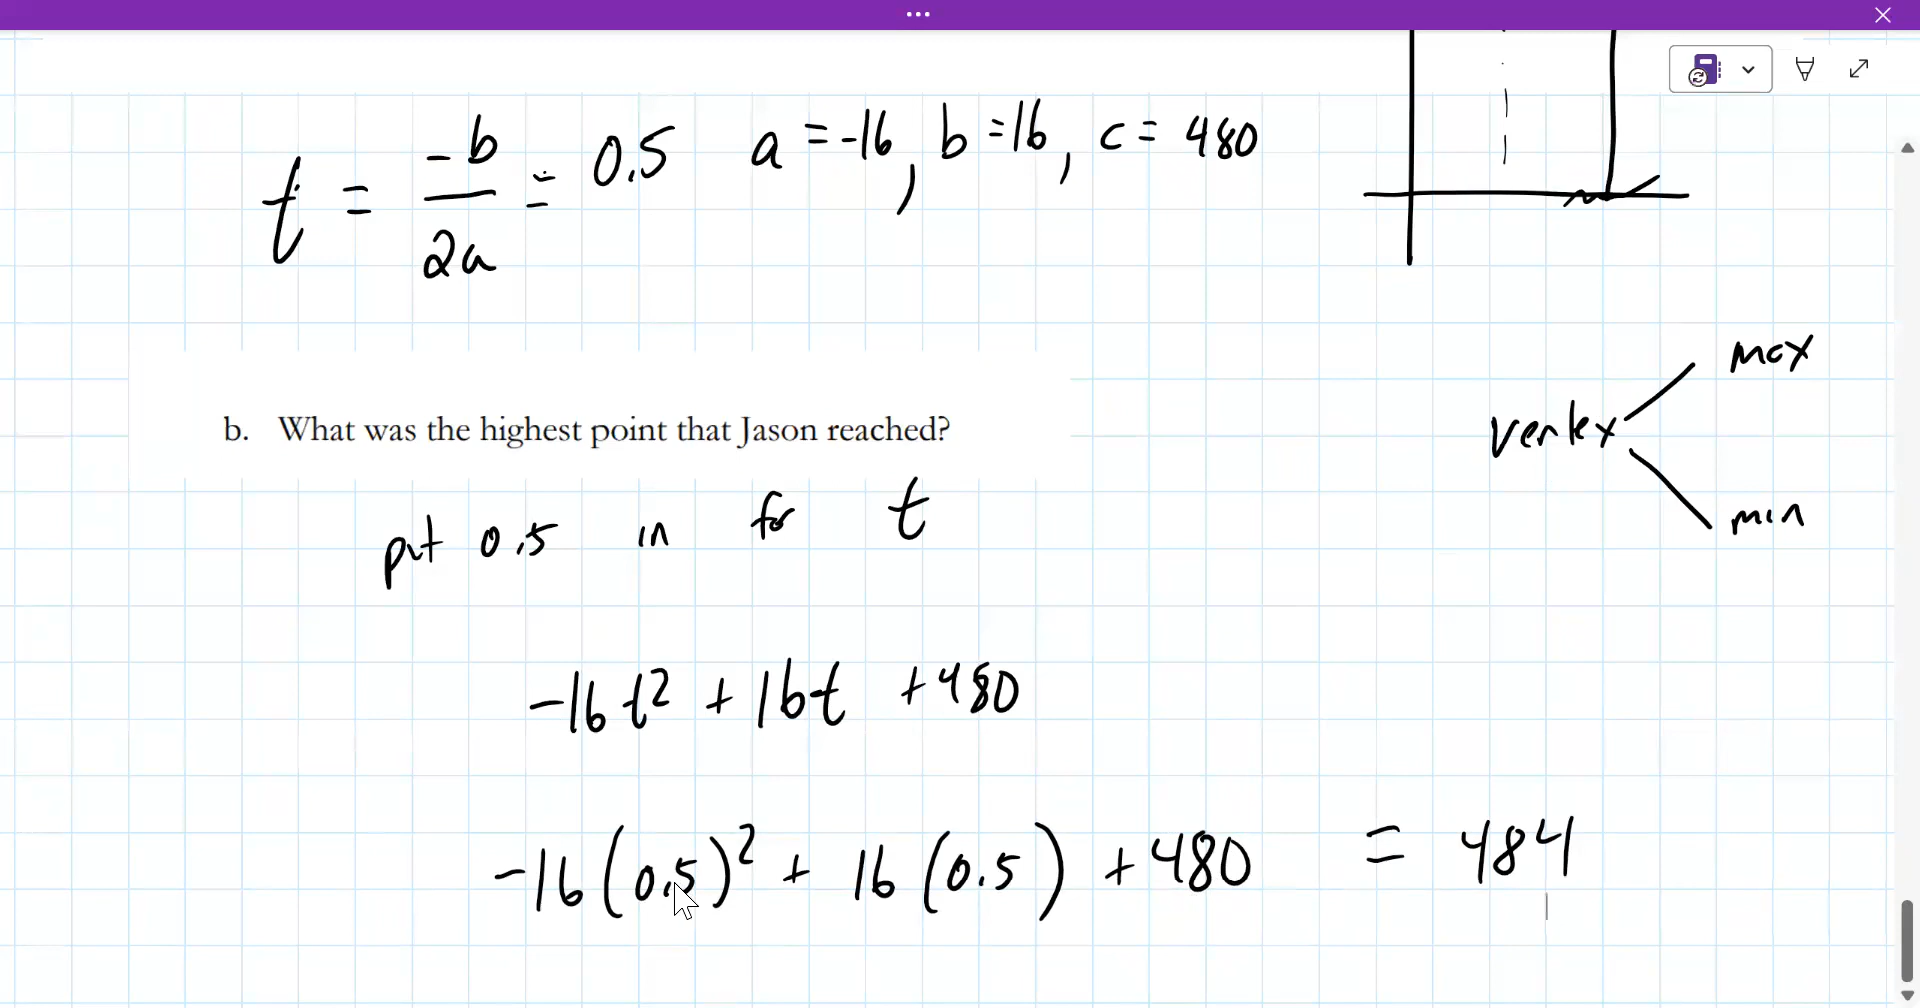 t = -b/2a = 0.5   a = -16, b = 16, c = 480
b. What was the highest point that Jason reached?
vertex
max
min
put 0.5 in for t
-16t² + 16t + 480
-16(0.5)² + 16(0.5) + 480 = 484